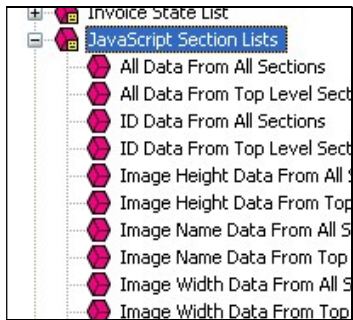 Invoice State List
JavaScript Section Lists
All Data From All Sections
All Data From Top Level Sect
ID Data From All Sections
ID Data From Top Level Sect
Image Height Data From All
Image Height Data From Top
Image Name Data From All S
Image Name Data From Top
Image Width Data From All S
Image Width Data From Top